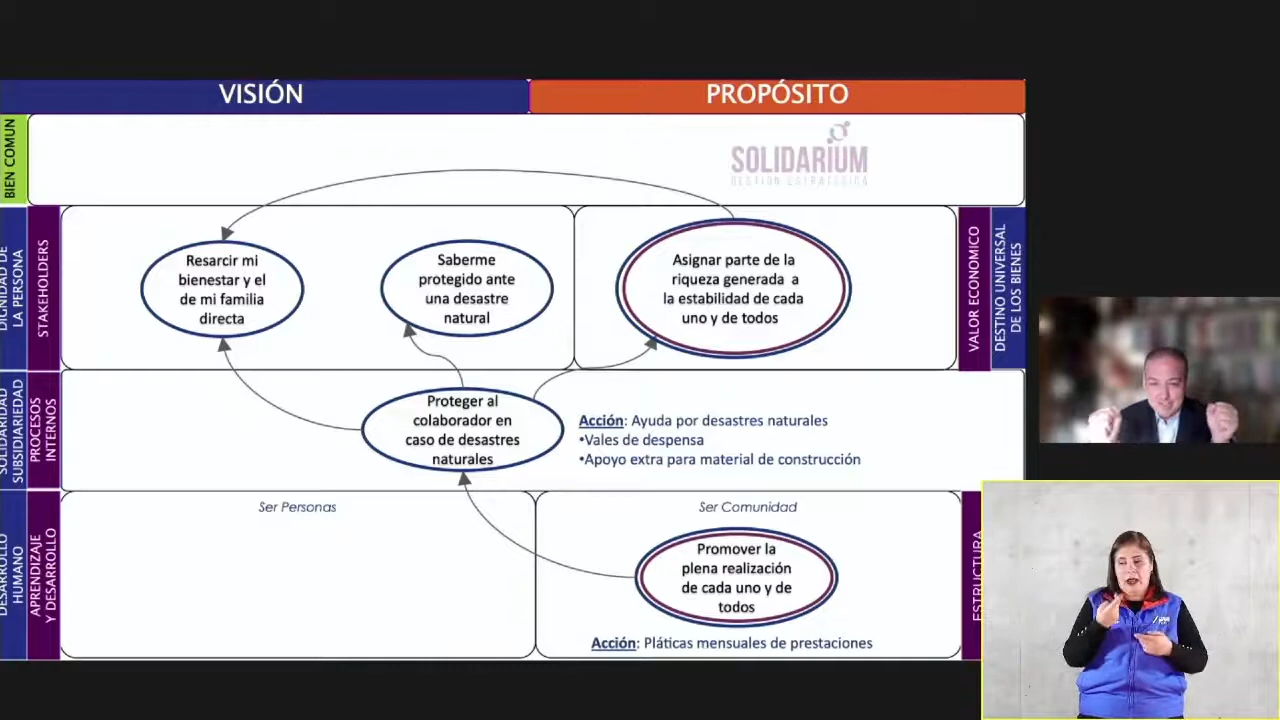 VISIÓN
PROPÓSITO
BIEN COMUN
SOLIDARIUM
GESTIÓN ESTRATÉGICA
DIGNIDAD DE
LA PERSONA
STAKEHOLDERS
Resarcir mi
bienestar y el
de mi familia
directa
Saberme
protegido ante
una desastre
natural
Asignar parte de la
riqueza generada a
la estabilidad de cada
uno y de todos
VALOR ECONOMICO
DESTINO UNIVERSAL
DE LOS BIENES
SOLIDARIDAD
SUBSIDIARIEDAD
PROCESOS
INTERNOS
Proteger al
colaborador en
caso de desastres
naturales
Acción: Ayuda por desastres naturales
•Vales de despensa
•Apoyo extra para material de construcción
DESARROLLO
HUMANO
APRENDIZAJE
Y DESARROLLO
Ser Personas
Ser Comunidad
Promover la
plena realización
de cada uno y de
todos
Acción: Pláticas mensuales de prestaciones
ESTRUCTURA